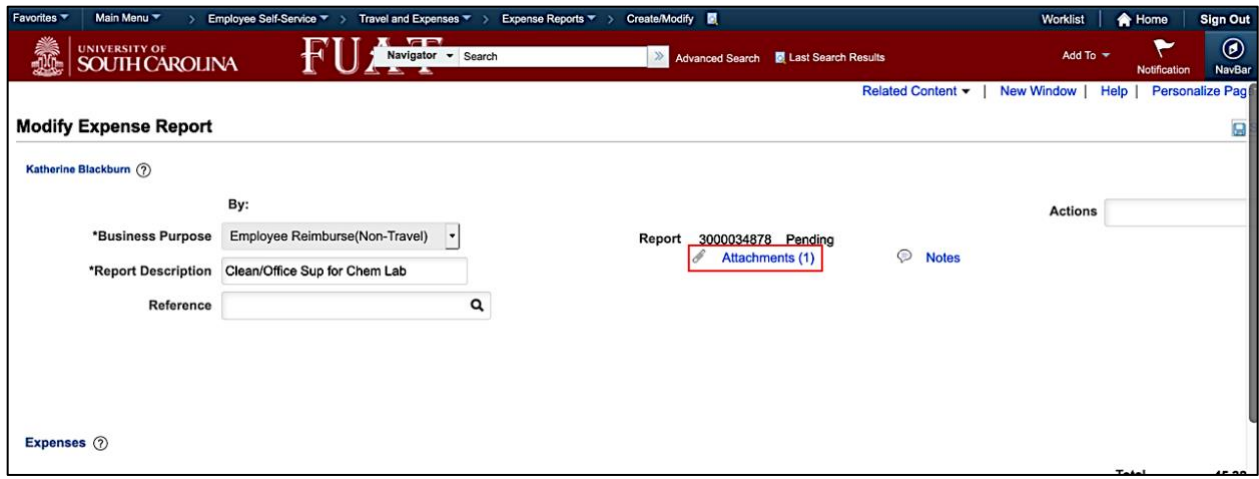 Favorites Main Menu > Employee Self-Service > Travel and Expenses > Expense Reports > Create/Modify Worklist Home Sign Out
UNIVERSITY OF
SOUTH CAROLINA
FUAT
Navigator Search >> Advanced Search Last Search Results Add To Notification NavBar
Related Content | New Window | Help | Personalize Pag
Modify Expense Report
Katherine Blackburn ?
By: Actions
*Business Purpose Employee Reimburse(Non-Travel) Report 3000034878 Pending
Attachments (1) Notes
*Report Description Clean/Office Sup for Chem Lab
Reference
Expenses ?